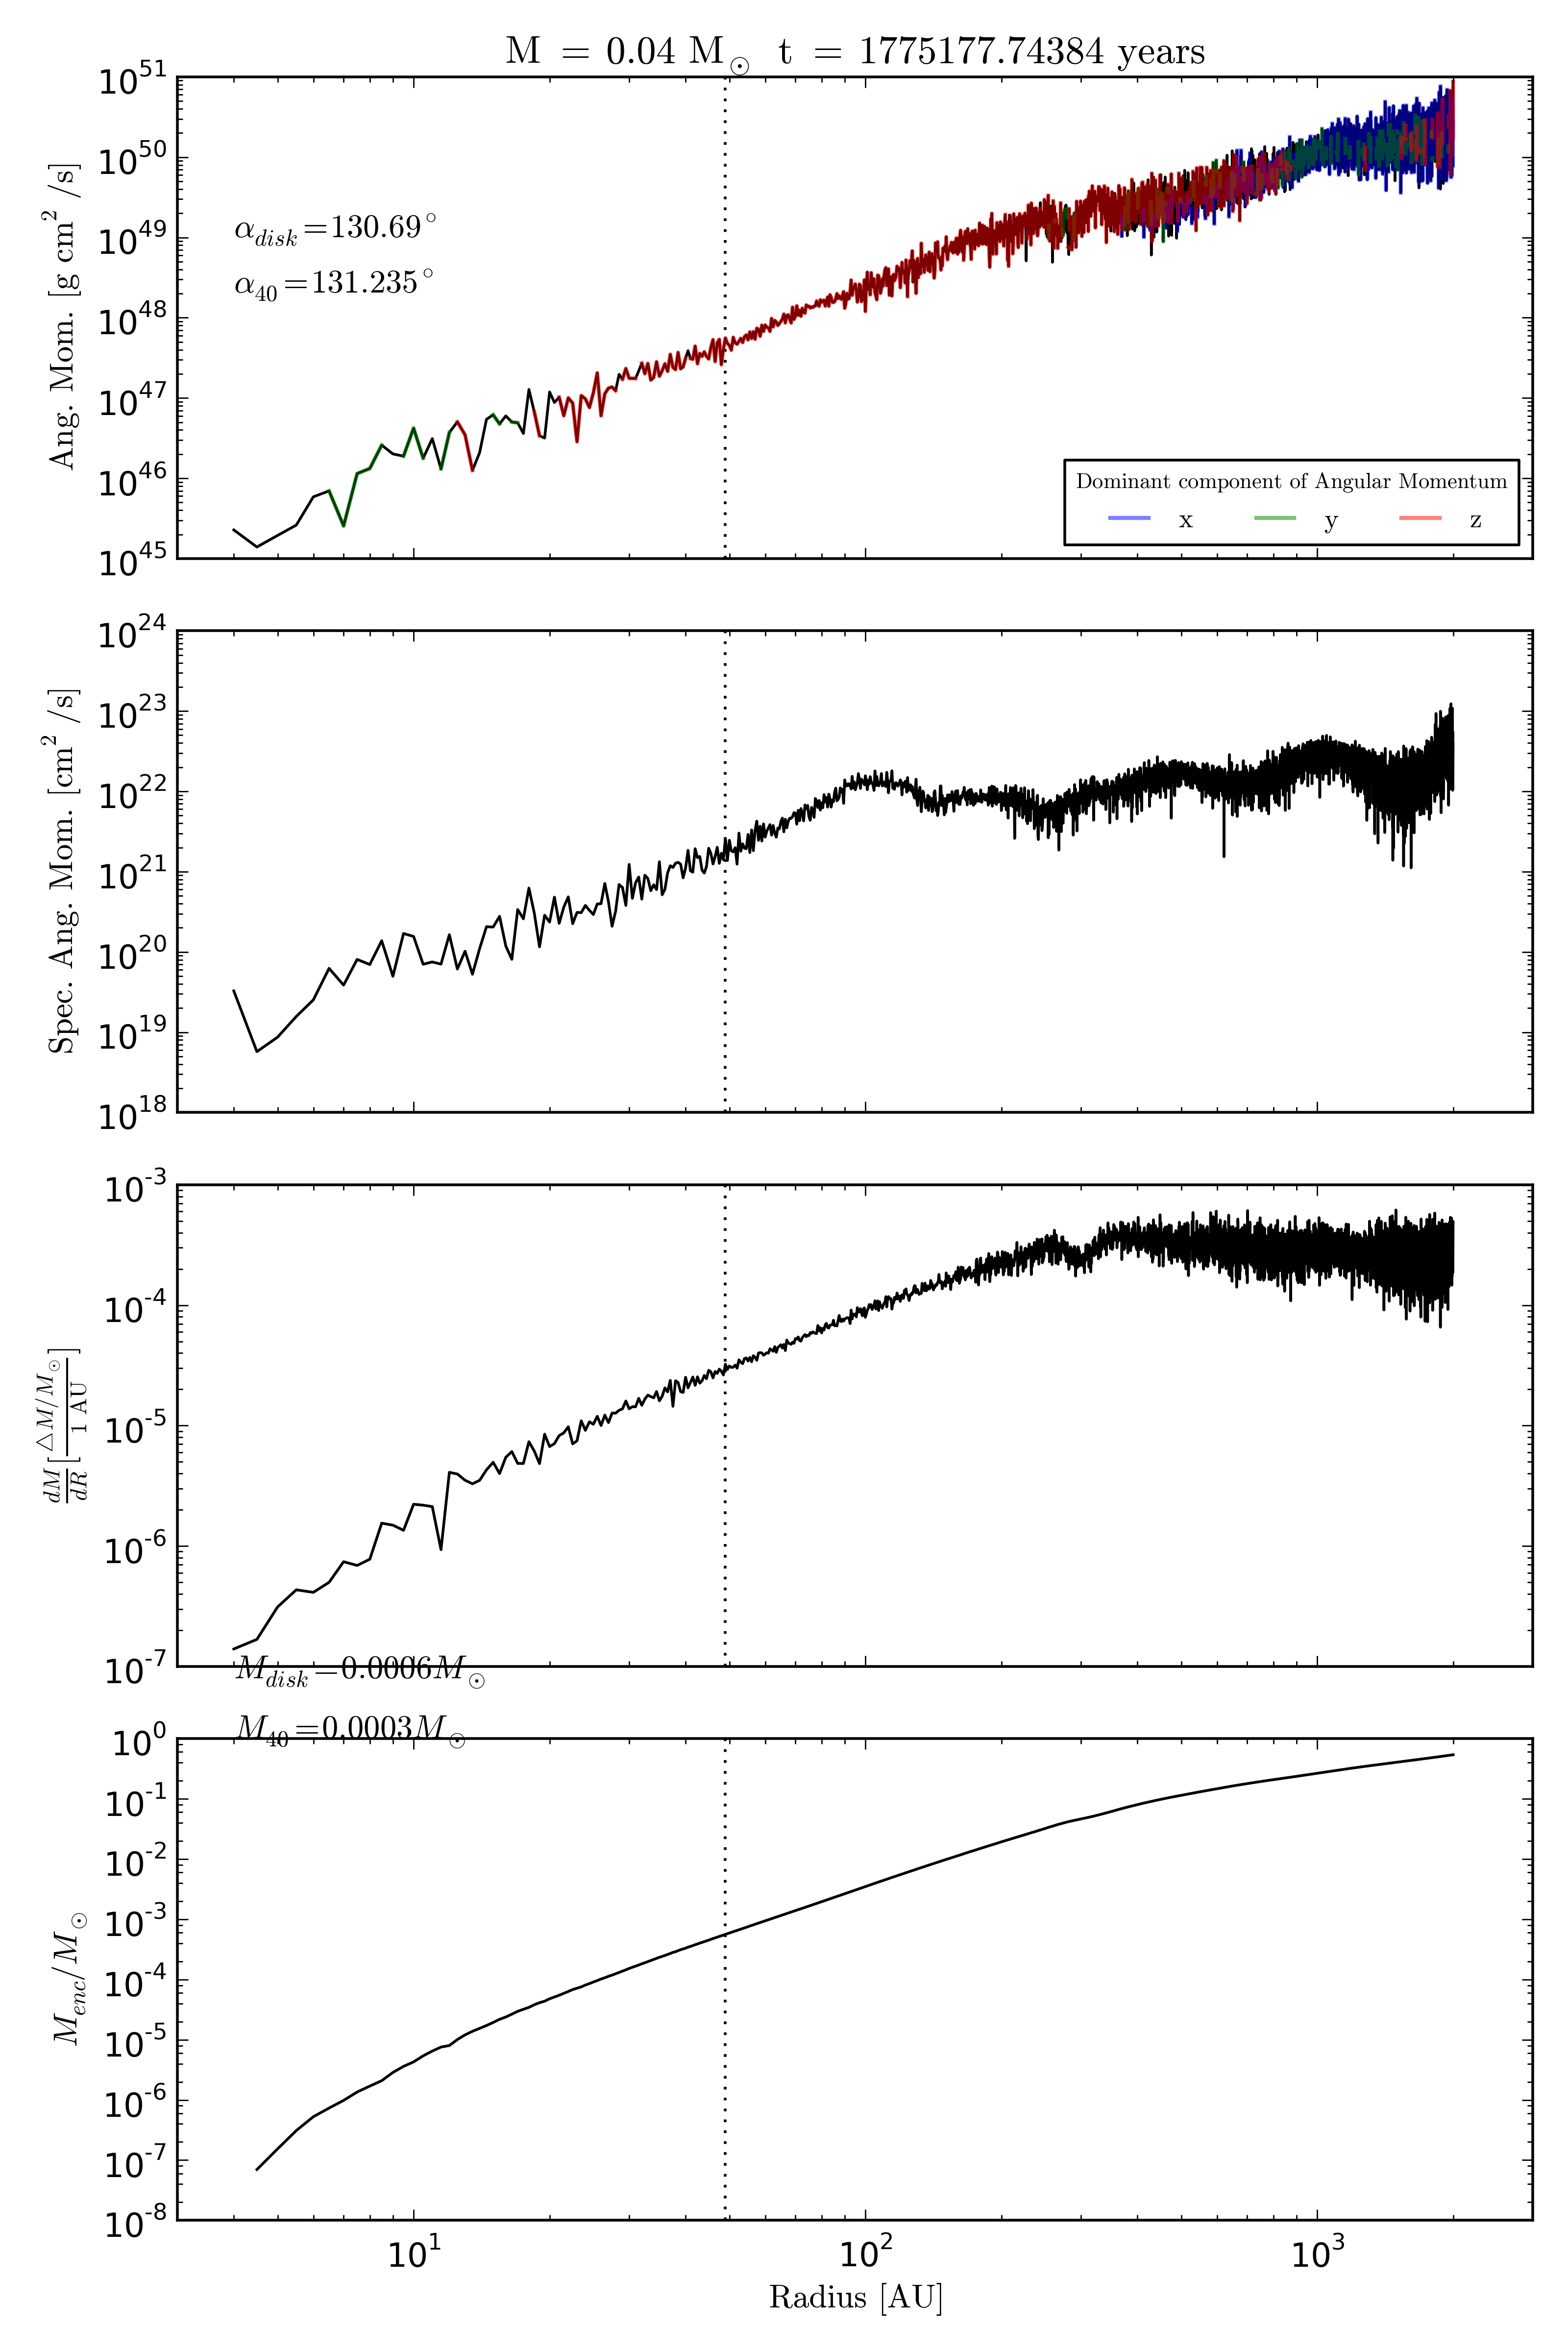 M = 0.04 M⊙ t = 1775177.74384 years
10^51
10^50
10^49
10^48
10^47
10^46
10^45
Ang. Mom. [g cm^2 /s]
α_disk=130.69°
α_40=131.235°
Dominant component of Angular Momentum
x y z
10^24
10^23
10^22
10^21
10^20
10^19
10^18
Spec. Ang. Mom. [cm^2 /s]
10^-3
10^-4
10^-5
10^-6
10^-7
dM/dR [△M/M⊙ / 1 AU]
M_disk=0.0006M⊙
M_40=0.0003M⊙
10^0
10^-1
10^-2
10^-3
10^-4
10^-5
10^-6
10^-7
10^-8
M_enc/M⊙
10^1 10^2 10^3
Radius [AU]